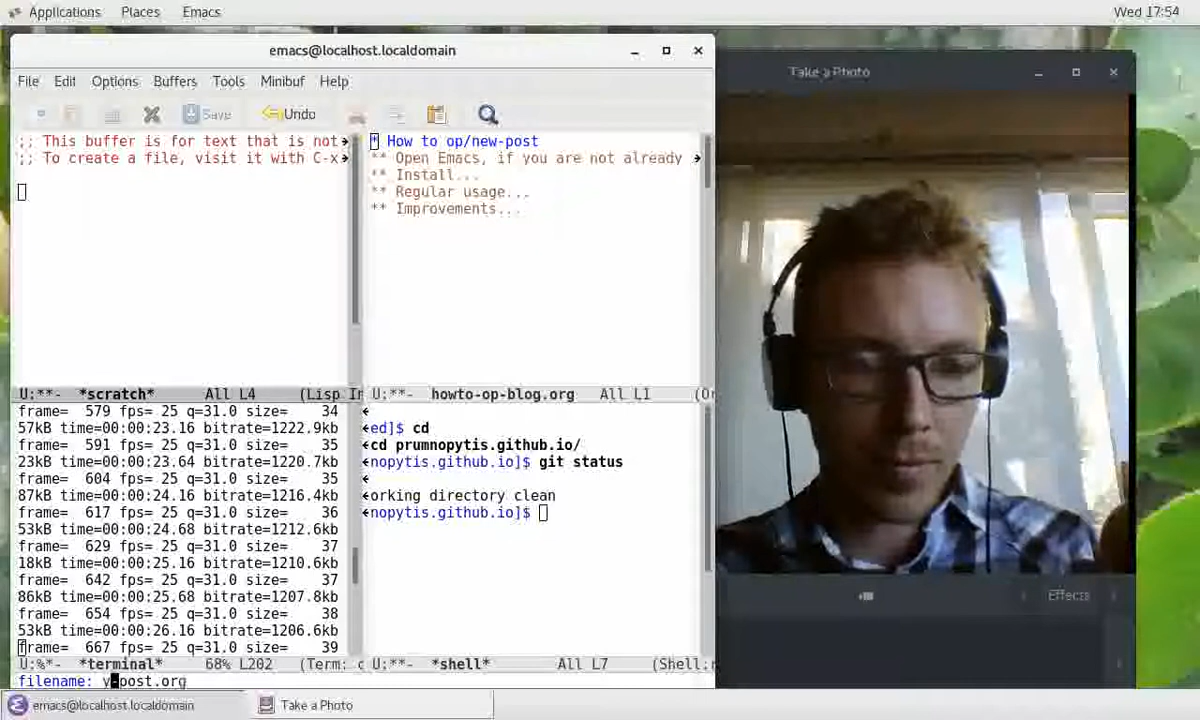 Applications Places Emacs Wed 17:54
emacs@localhost.localdomain
Take a Photo
File Edit Options Buffers Tools Minibuf Help
Save Undo
;; This buffer is for text that is not
;; To create a file, visit it with C-x
* How to op/new-post
** Open Emacs, if you are not already
** Install...
** Regular usage...
** Improvements...
U:**- *scratch* All L4 (Lisp In
U:**- howto-op-blog.org All L1 (Or
frame= 579 fps= 25 q=31.0 size= 34
57kB time=00:00:23.16 bitrate=1222.9kb
frame= 591 fps= 25 q=31.0 size= 35
23kB time=00:00:23.64 bitrate=1220.7kb
frame= 604 fps= 25 q=31.0 size= 35
87kB time=00:00:24.16 bitrate=1216.4kb
frame= 617 fps= 25 q=31.0 size= 36
53kB time=00:00:24.68 bitrate=1212.6kb
frame= 629 fps= 25 q=31.0 size= 37
18kB time=00:00:25.16 bitrate=1210.6kb
frame= 642 fps= 25 q=31.0 size= 37
86kB time=00:00:25.68 bitrate=1207.8kb
frame= 654 fps= 25 q=31.0 size= 38
53kB time=00:00:26.16 bitrate=1206.6kb
frame= 667 fps= 25 q=31.0 size= 39
ed]$ cd
cd prumnopytis.github.io/
nopytis.github.io]$ git status
orking directory clean
nopytis.github.io]$
Effects
U:%*- *terminal* 68% L202 (Term: c
U:**- *shell* All L7 (Shell:r
filename: y-post.org
emacs@localhost.localdomain
Take a Photo